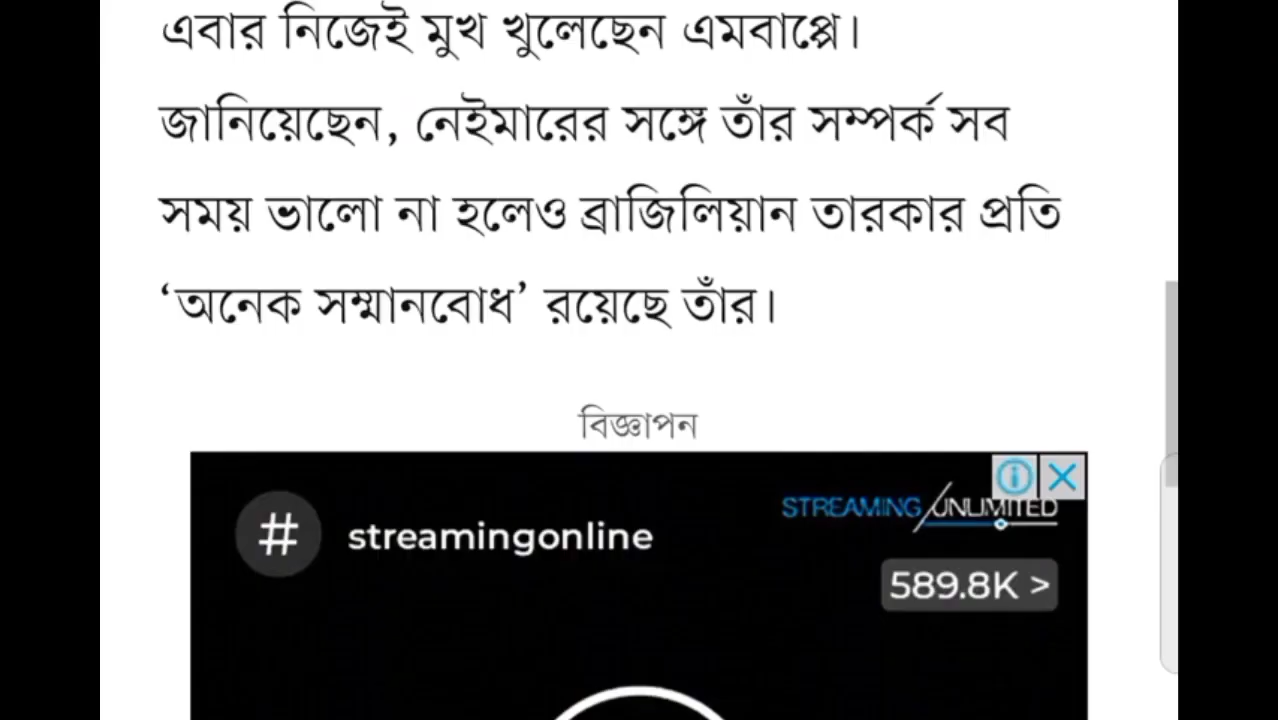 এবার নিজেই মুখ খুলেছেন এমবাপ্পে।
জানিয়েছেন, নেইমারের সঙ্গে তাঁর সম্পর্ক সব
সময় ভালো না হলেও ব্রাজিলিয়ান তারকার প্রতি
‘অনেক সম্মানবোধ’ রয়েছে তাঁর।
বিজ্ঞাপন
STREAMING UNLIMITED
# streamingonline
589.8K >